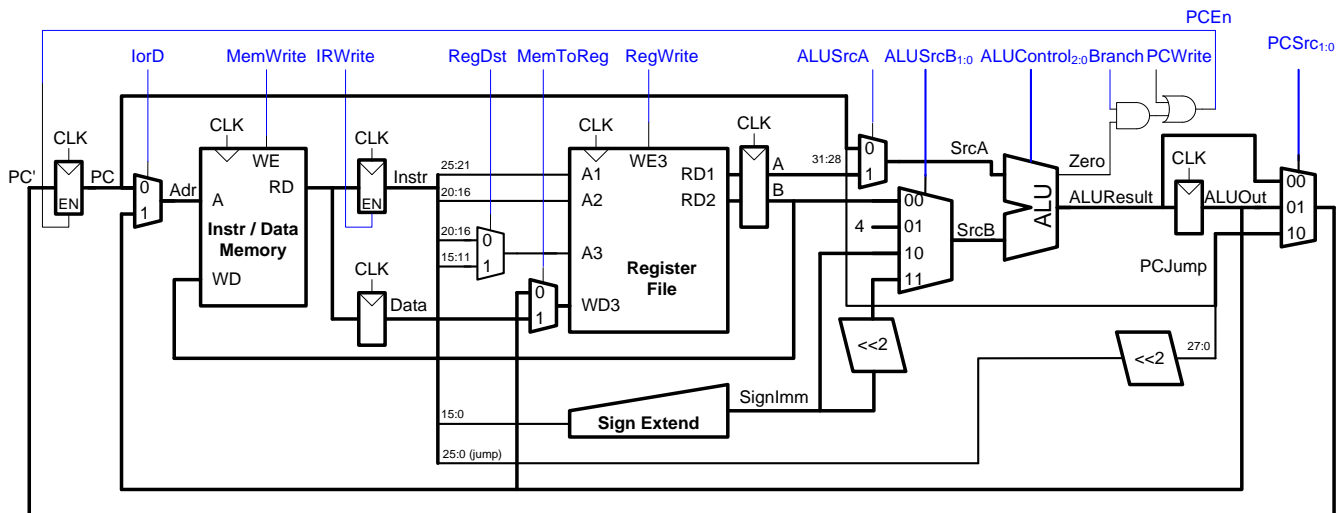 PCEn
IorD MemWrite IRWrite RegDst MemToReg RegWrite ALUSrcA ALUSrcB1:0 ALUControl2:0 Branch PCWrite PCSrc1:0
CLK CLK CLK CLK CLK CLK
PC' PC EN
0 1 Adr
WE RD A WD
Instr / Data
Memory
EN Instr
CLK Data
25:21
20:16
20:16
15:11
0 1
0 1
WE3
A1 RD1
A2 RD2
A3
WD3
Register
File
A
B
31:28
0 1
SrcA
00
4 01
10
11
SrcB
ALU
Zero
ALUResult
ALUOut
00
01
10
PCJump
<<2
<<2
27:0
SignImm
15:0
Sign Extend
25:0 (jump)